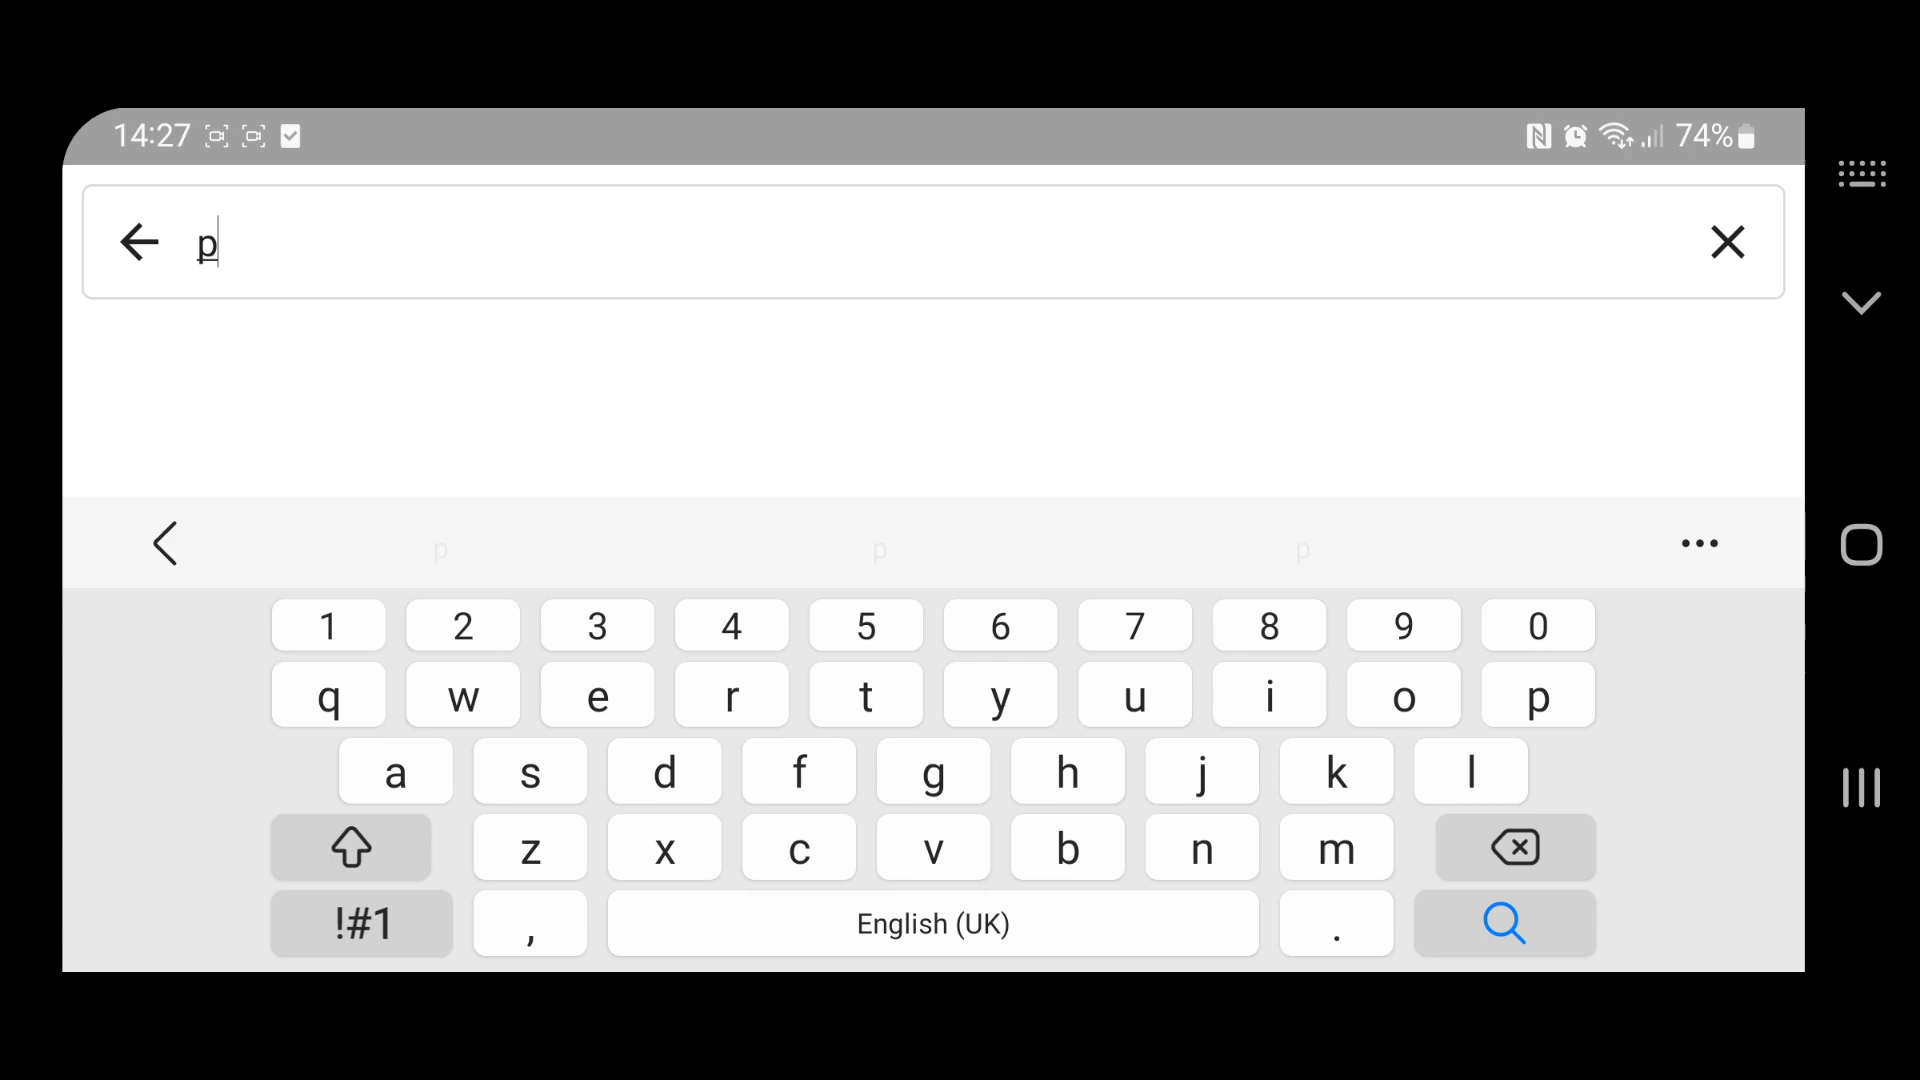 14:27 74%
p
p p p
1 2 3 4 5 6 7 8 9 0
q w e r t y u i o p
a s d f g h j k l
z x c v b n m
!#1 , English (UK) .